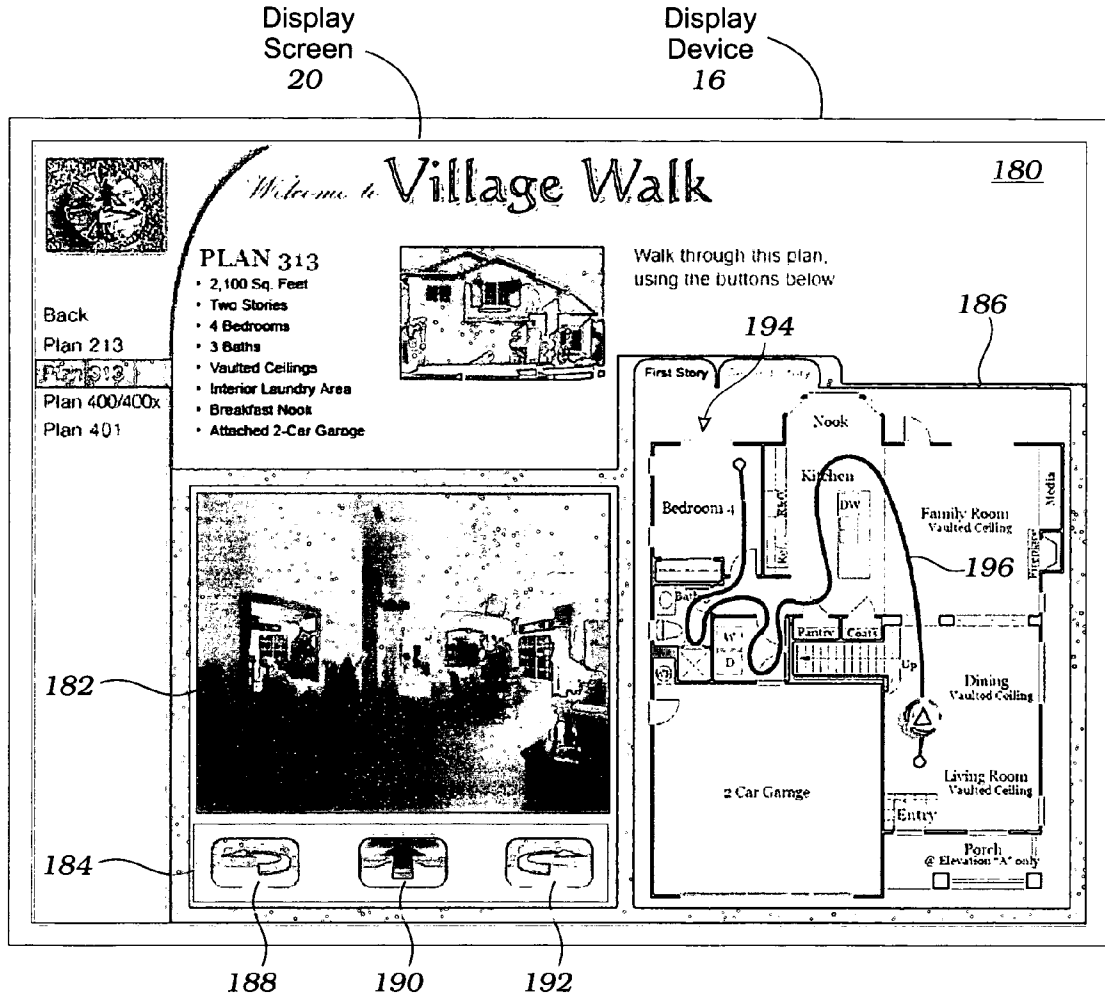 Display
Screen
20
Display
Device
16
Welcome to Village Walk
180
PLAN 313
• 2,100 Sq. Feet
• Two Stories
• 4 Bedrooms
• 3 Baths
• Vaulted Ceilings
• Interior Laundry Area
• Breakfast Nook
• Attached 2-Car Garage
Walk through this plan,
using the buttons below
Back
Plan 213
Plan 313
Plan 400/400x
Plan 401
194
186
First Story
Nook
Kitchen
Media
Bedroom 4
DW
Family Room
Vaulted Ceiling
Ref
Fireplace
196
Bath
Pantry
Coats
W
D
Up
Dining
Vaulted Ceiling
182
Living Room
Vaulted Ceiling
2 Car Garage
Entry
Porch
@ Elevation "A" only
184
188
190
192